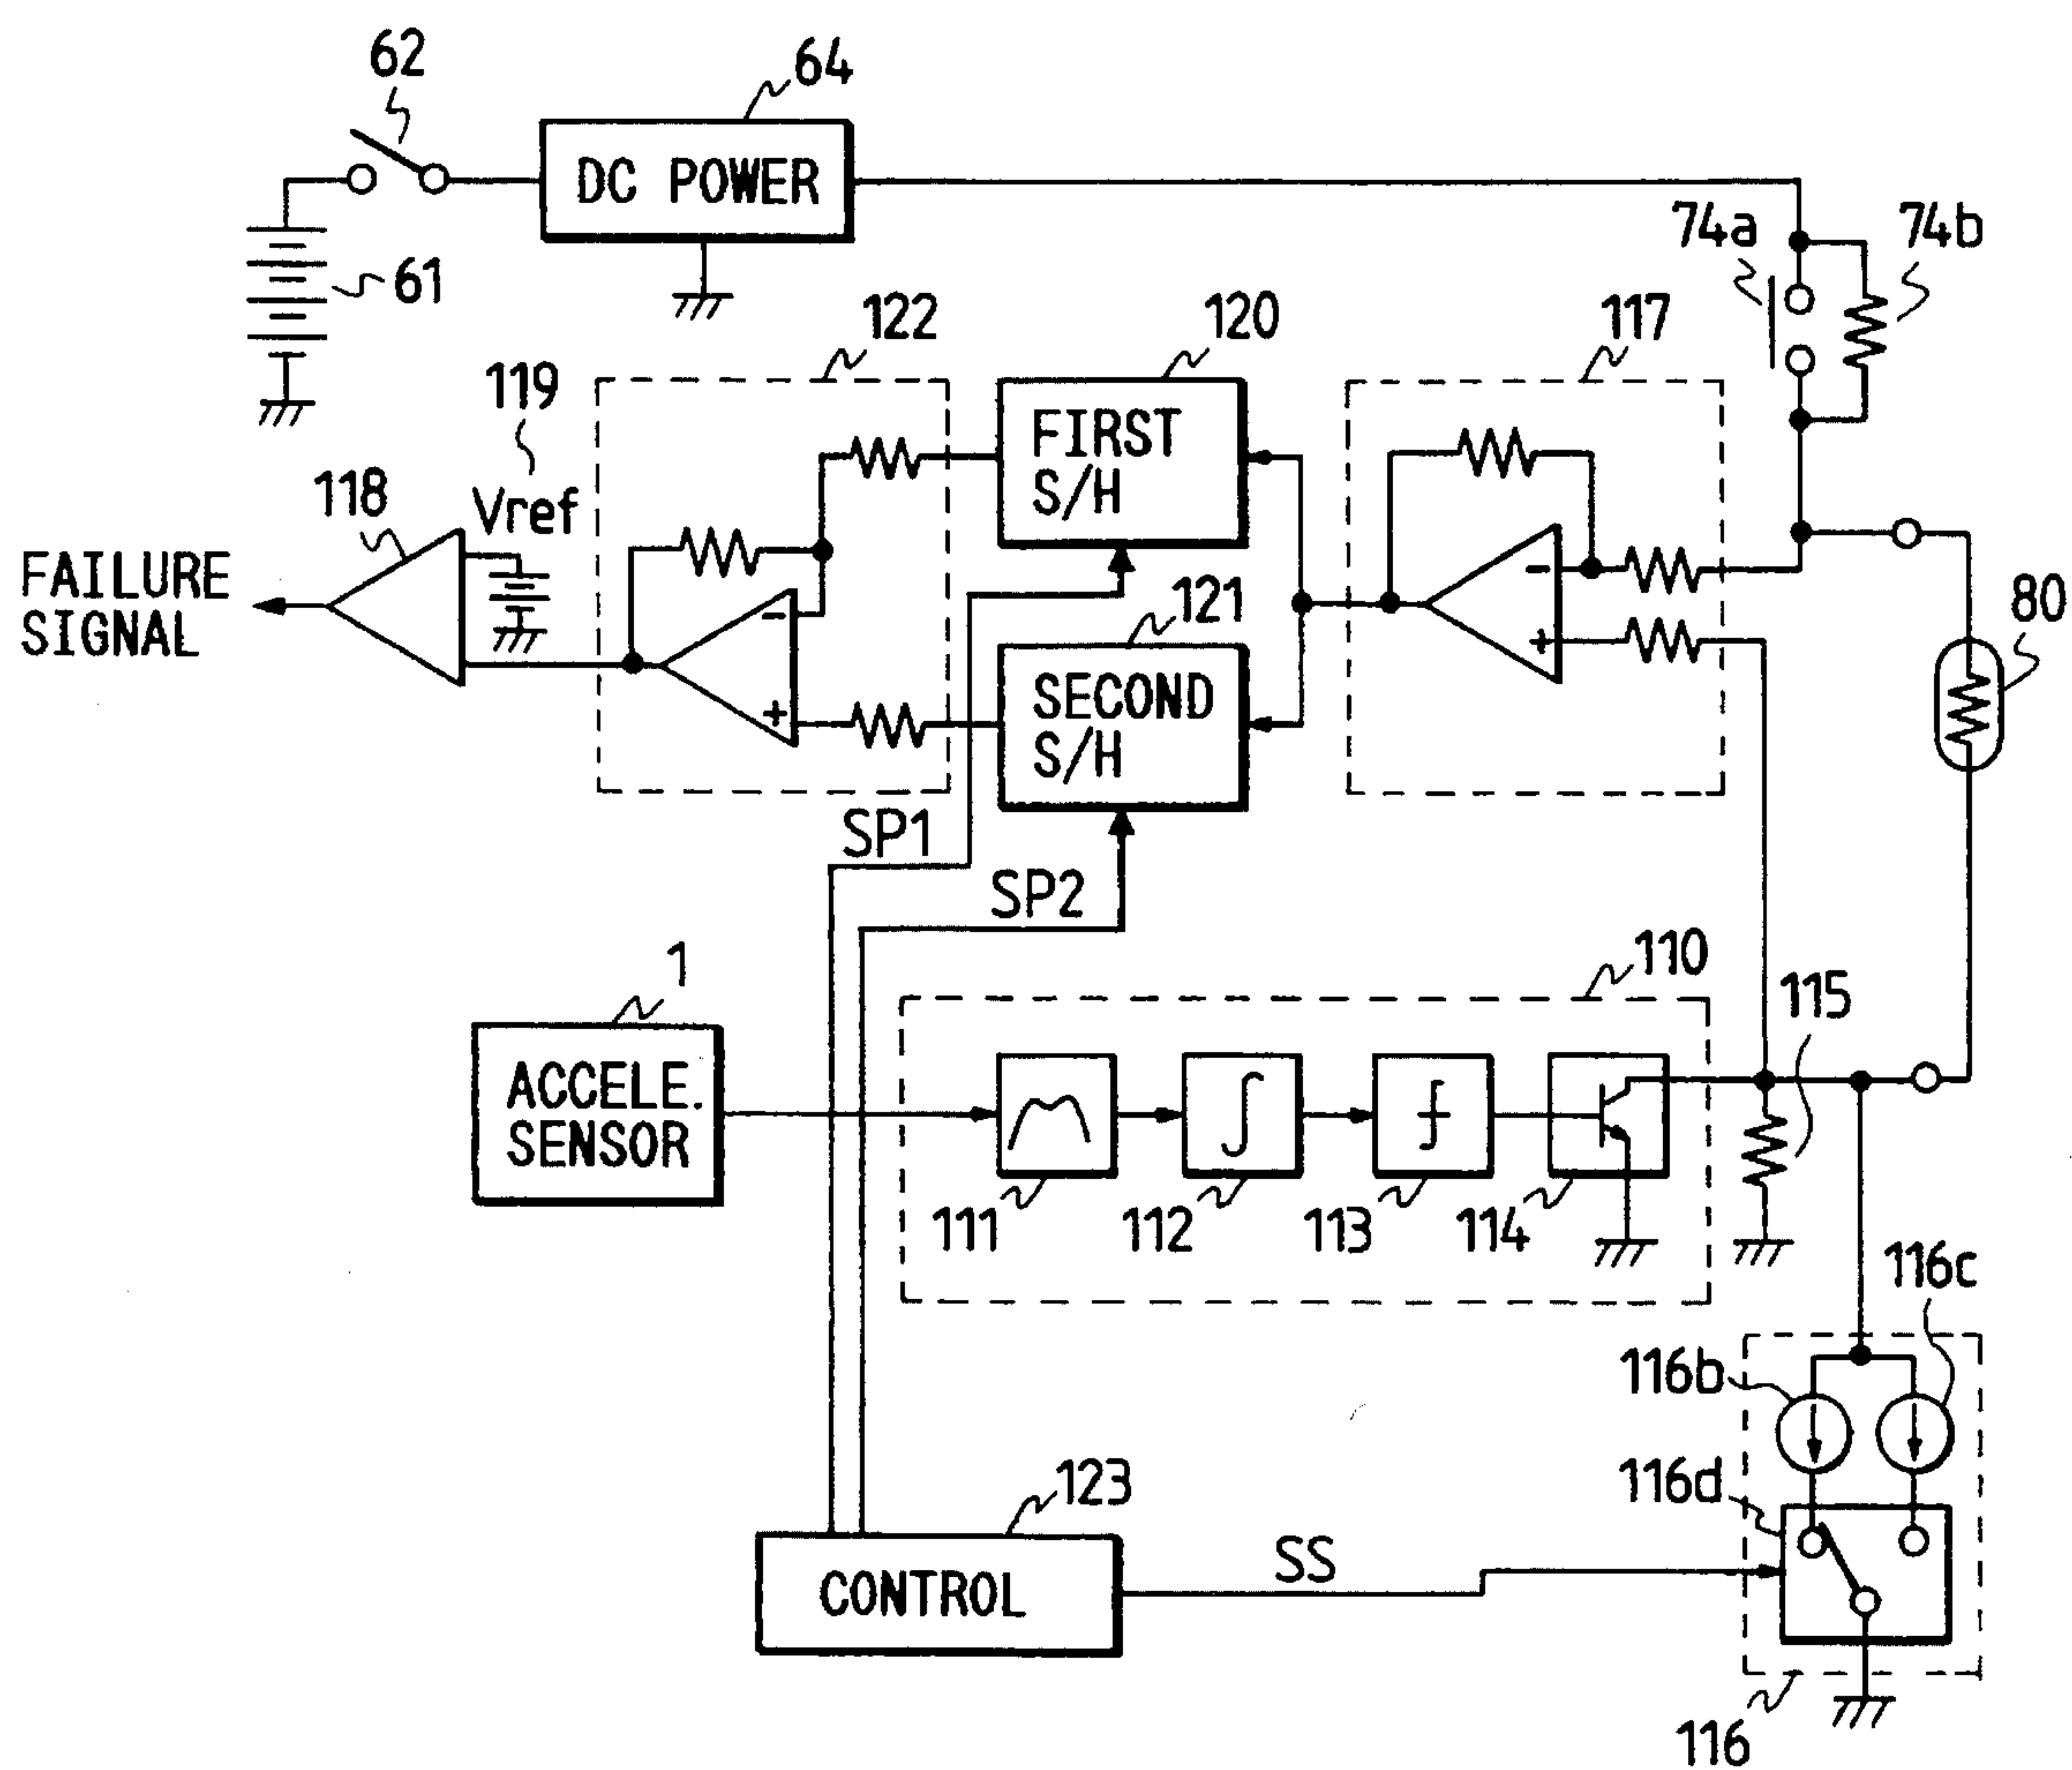 62
64
DC POWER
74a
74b
61
122
120
117
119
FIRST
S/H
118
Vref
FAILURE
SIGNAL
-
-
121
80
+
+
SECOND
S/H
SP1
SP2
1
110
115
ACCELE.
SENSOR
111
112
113
114
116c
116b
116d
123
SS
CONTROL
116